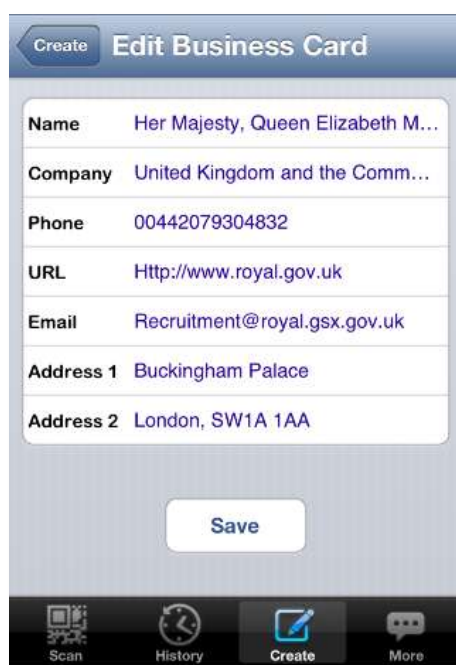 Create Edit Business Card
Name Her Majesty, Queen Elizabeth M...
Company United Kingdom and the Comm...
Phone 00442079304832
URL Http://www.royal.gov.uk
Email Recruitment@royal.gsx.gov.uk
Address 1 Buckingham Palace
Address 2 London, SW1A 1AA
Save
Scan History Create More